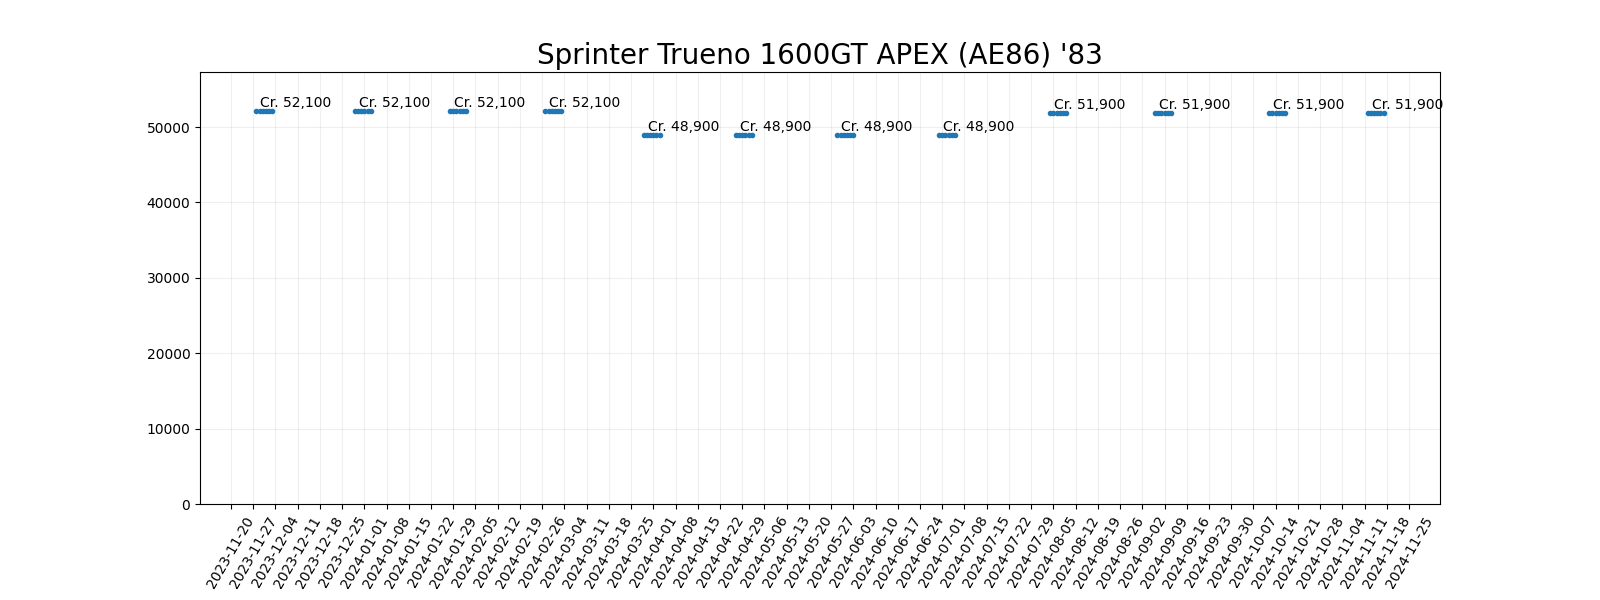 Sprinter Trueno 1600GT APEX (AE86) '83
Cr. 52,100 Cr. 52,100 Cr. 52,100 Cr. 52,100 Cr. 51,900 Cr. 51,900 Cr. 51,900 Cr. 51,900
Cr. 48,900 Cr. 48,900 Cr. 48,900 Cr. 48,900
50000
40000
30000
20000
10000
0
2023-11-20 2023-11-27 2023-12-04 2023-12-11 2023-12-18 2023-12-25 2024-01-01 2024-01-08 2024-01-15 2024-01-22 2024-01-29 2024-02-05 2024-02-12 2024-02-19 2024-02-26 2024-03-04 2024-03-11 2024-03-18 2024-03-25 2024-04-01 2024-04-08 2024-04-15 2024-04-22 2024-04-29 2024-05-06 2024-05-13 2024-05-20 2024-05-27 2024-06-03 2024-06-10 2024-06-17 2024-06-24 2024-07-01 2024-07-08 2024-07-15 2024-07-22 2024-07-29 2024-08-05 2024-08-12 2024-08-19 2024-08-26 2024-09-02 2024-09-09 2024-09-16 2024-09-23 2024-09-30 2024-10-07 2024-10-14 2024-10-21 2024-10-28 2024-11-04 2024-11-11 2024-11-18 2024-11-25